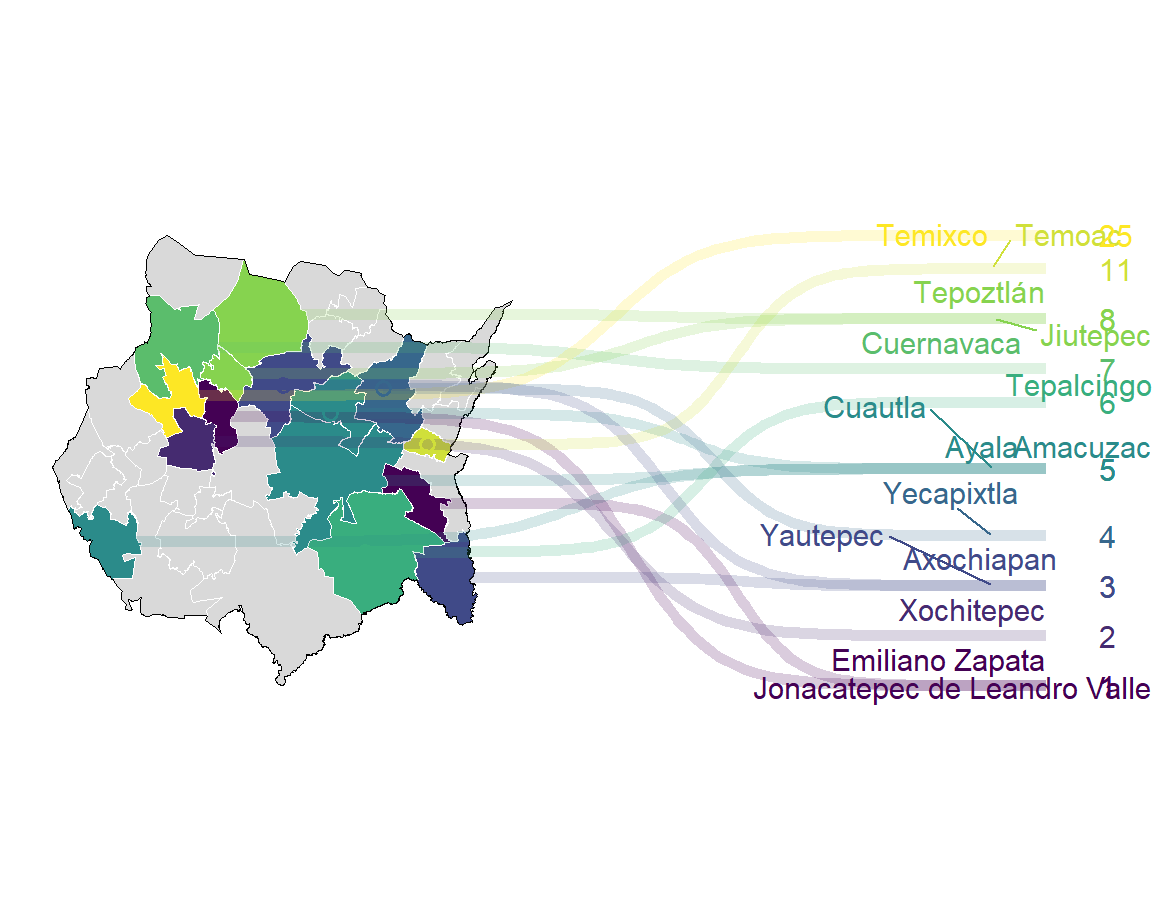 Temixco Temoac 25
11
Tepoztlán
8
Jiutepec
Cuernavaca
7
Tepalcingo
6
Cuautla
Ayala Amacuzac
5
Yecapixtla
4
Yautepec
Axochiapan
3
Xochitepec
2
Emiliano Zapata
Jonacatepec de Leandro Valle 1